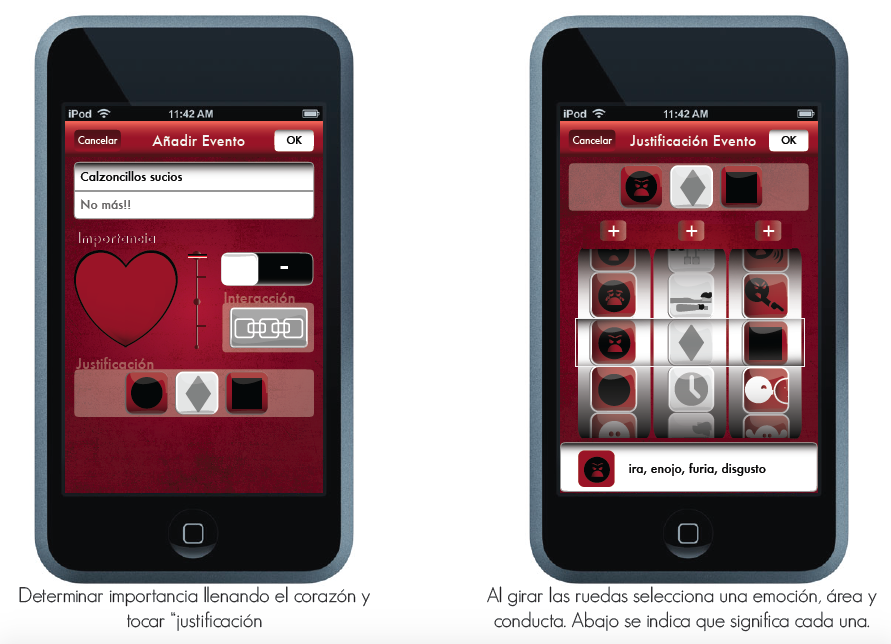 iPod 11:42 AM
Cancelar Añadir Evento OK
Calzoncillos sucios
No más!!
Importancia
-
Interacción
Justificación
Determinar importancia llenando el corazón y
tocar “justificación
iPod 11:42 AM
Cancelar Justificación Evento OK
+ + +
ira, enojo, furia, disgusto
Al girar las ruedas selecciona una emoción, área y
conducta. Abajo se indica que significa cada una.